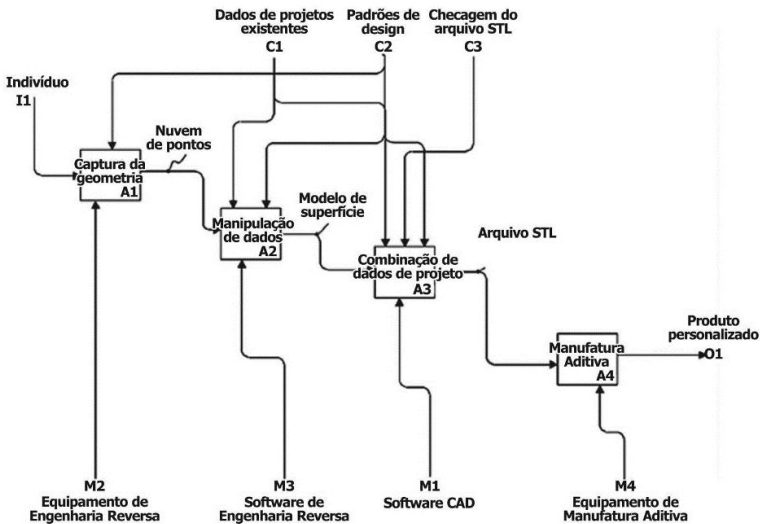 Dados de projetos
existentes
C1
Padrões de
design
C2
Checagem do
arquivo STL
C3
Indivíduo
I1
Nuvem
de pontos
Captura da
geometria
A1
Modelo de
superfície
Manipulação
de dados
A2
Arquivo STL
Combinação de
dados de projeto
A3
Produto
personalizado
O1
Manufatura
Aditiva
A4
M2
Equipamento de
Engenharia Reversa
M3
Software de
Engenharia Reversa
M1
Software CAD
M4
Equipamento de
Manufatura Aditiva